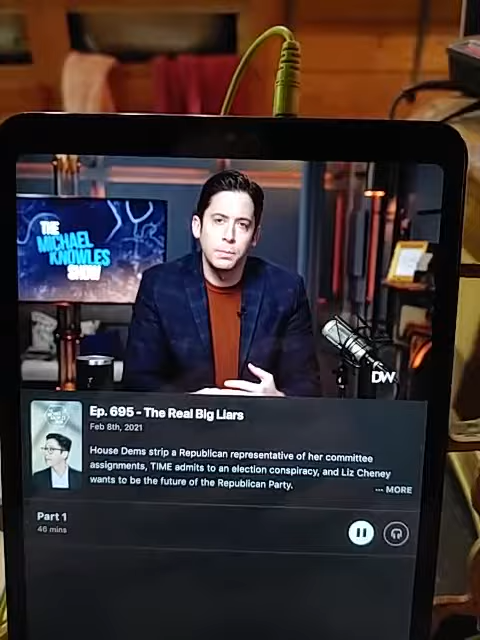 THE
MICHAEL
KNOWLES
SHOW
DW
Ep. 695 - The Real Big Liars
Feb 8th, 2021
House Dems strip a Republican representative of her committee
assignments, TIME admits to an election conspiracy, and Liz Cheney
wants to be the future of the Republican Party.
... MORE
Part 1
46 mins